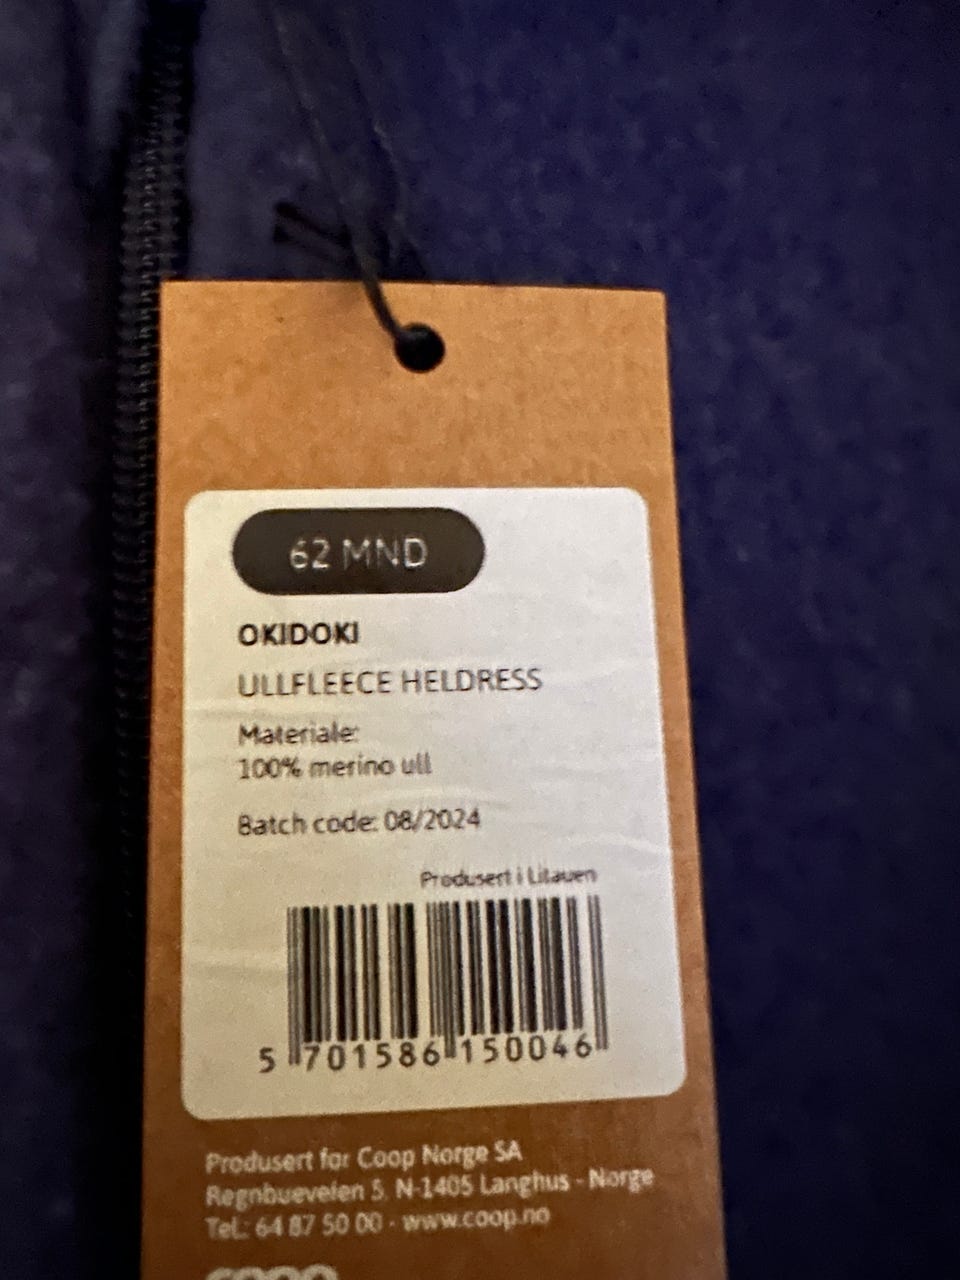 62 MND
OKIDOKI
ULLFLEECE HELDRESS
Materiale:
100% merino ull
Batch code: 08/2024
Produsert i Litauen
5 701586 150046
Produsert for Coop Norge SA
Regnbueveien 5, N-1405 Langhus - Norge
Tel.: 64 87 50 00 - www.coop.no
coop